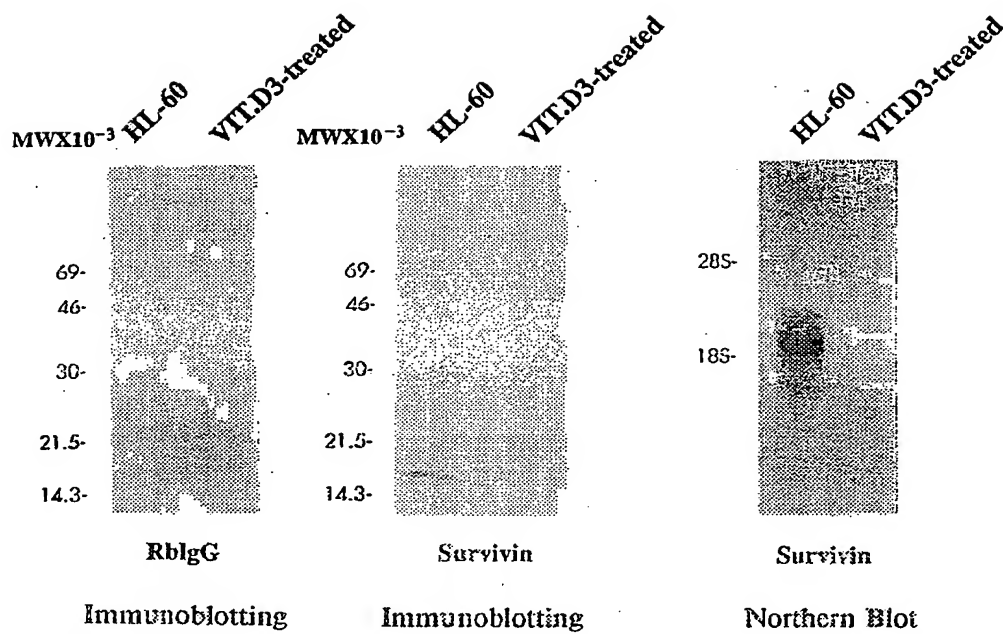 MWX10⁻³ HL-60 VIT.D3-treated
69-
46-
30-
21.5-
14.3-
RbIgG
Immunoblotting
MWX10⁻³ HL-60 VIT.D3-treated
69-
46-
30-
21.5-
14.3-
Survivin
Immunoblotting
HL-60 VIT.D3-treated
28S-
18S-
Survivin
Northern Blot